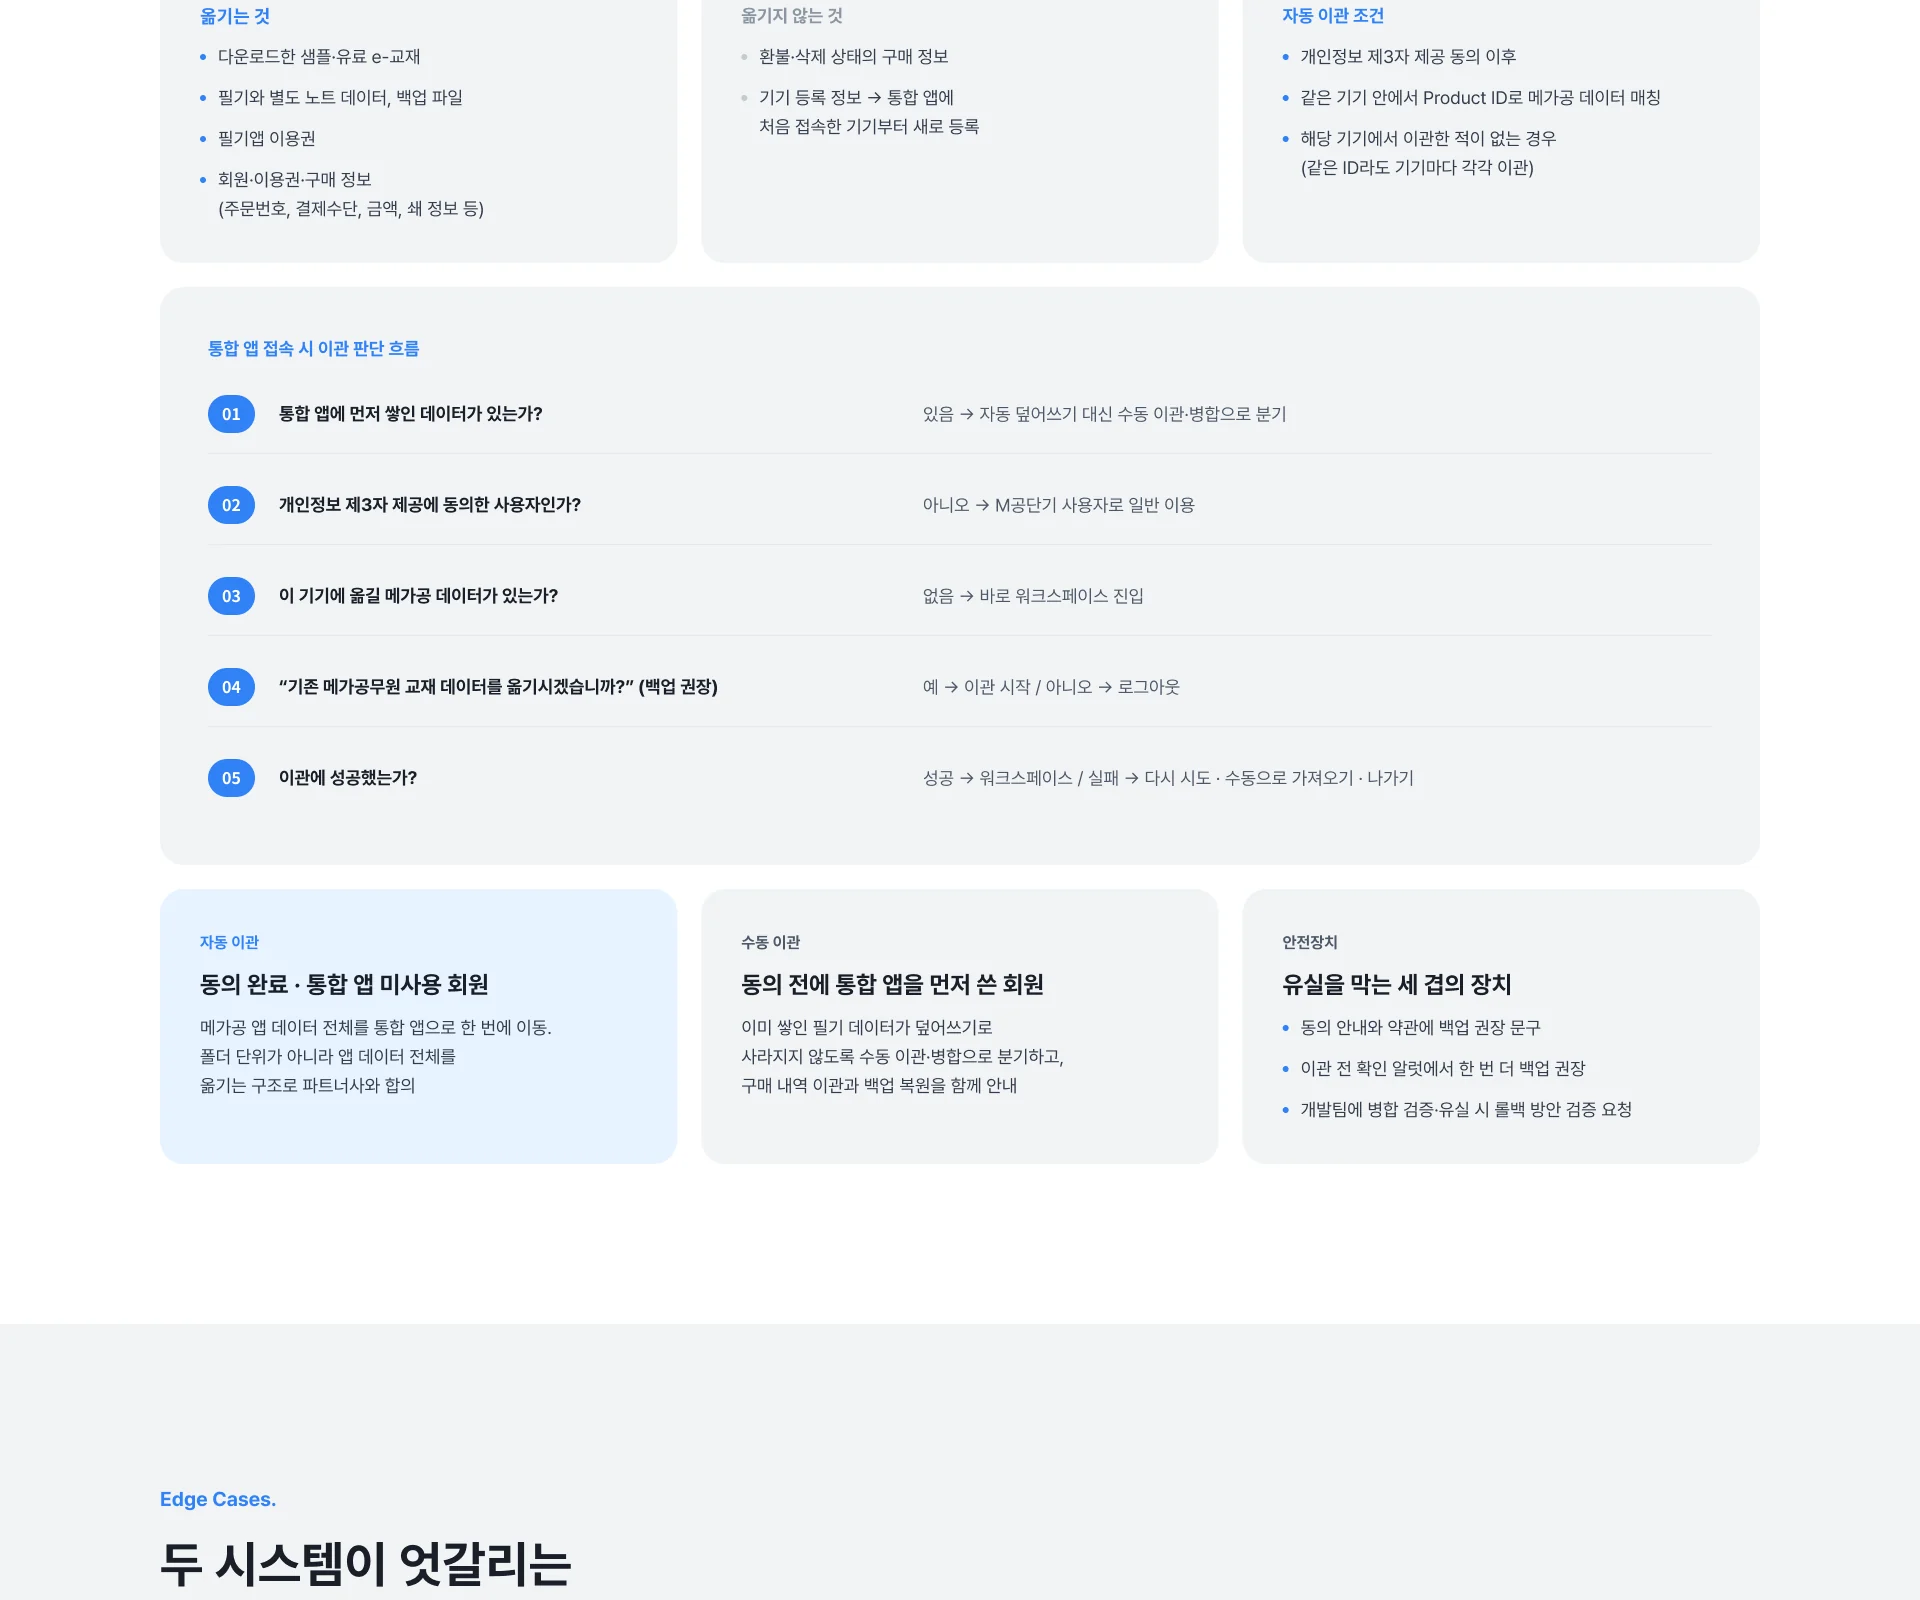 옮기는 것
다운로드한 샘플·유료 e-교재
필기와 별도 노트 데이터, 백업 파일
필기앱 이용권
회원·이용권·구매 정보
(주문번호, 결제수단, 금액, 쇄 정보 등)
옮기지 않는 것
환불·삭제 상태의 구매 정보
기기 등록 정보 → 통합 앱에
처음 접속한 기기부터 새로 등록
자동 이관 조건
개인정보 제3자 제공 동의 이후
같은 기기 안에서 Product ID로 메가공 데이터 매칭
해당 기기에서 이관한 적이 없는 경우
(같은 ID라도 기기마다 각각 이관)
통합 앱 접속 시 이관 판단 흐름
01 통합 앱에 먼저 쌓인 데이터가 있는가? 있음 → 자동 덮어쓰기 대신 수동 이관·병합으로 분기
02 개인정보 제3자 제공에 동의한 사용자인가? 아니오 → M공단기 사용자로 일반 이용
03 이 기기에 옮길 메가공 데이터가 있는가? 없음 → 바로 워크스페이스 진입
04 “기존 메가공무원 교재 데이터를 옮기시겠습니까?” (백업 권장) 예 → 이관 시작 / 아니오 → 로그아웃
05 이관에 성공했는가? 성공 → 워크스페이스 / 실패 → 다시 시도 · 수동으로 가져오기 · 나가기
자동 이관
동의 완료 · 통합 앱 미사용 회원
메가공 앱 데이터 전체를 통합 앱으로 한 번에 이동.
폴더 단위가 아니라 앱 데이터 전체를
옮기는 구조로 파트너사와 합의
수동 이관
동의 전에 통합 앱을 먼저 쓴 회원
이미 쌓인 필기 데이터가 덮어쓰기로
사라지지 않도록 수동 이관·병합으로 분기하고,
구매 내역 이관과 백업 복원을 함께 안내
안전장치
유실을 막는 세 겹의 장치
동의 안내와 약관에 백업 권장 문구
이관 전 확인 알럿에서 한 번 더 백업 권장
개발팀에 병합 검증·유실 시 롤백 방안 검증 요청
Edge Cases.
두 시스템이 엇갈리는